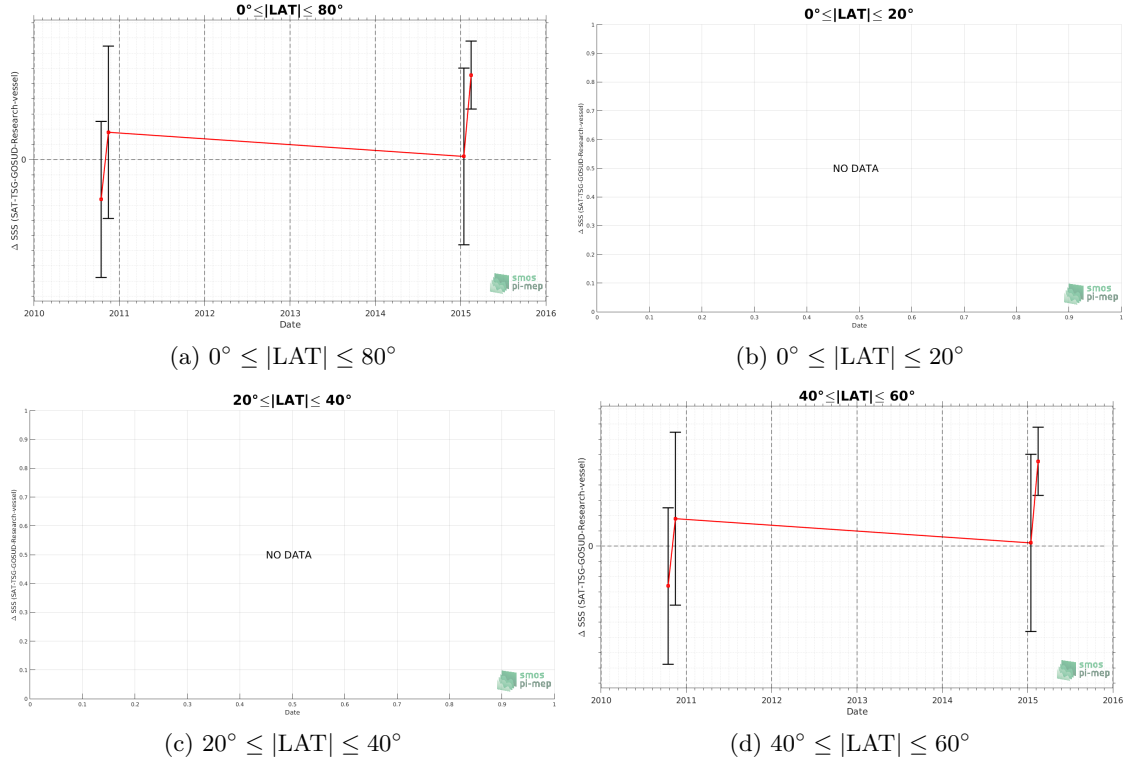 0°≤|LAT|≤ 80°
Δ SSS (SAT-TSG-GOSUD-Research-vessel)
0
2010 2011 2012 2013 2014 2015 2016
Date
smos
pi-mep
(a) 0° ≤ |LAT| ≤ 80°
0°≤|LAT|≤ 20°
Δ SSS (SAT-TSG-GOSUD-Research-vessel)
1
0.9
0.8
0.7
0.6
0.5
0.4
0.3
0.2
0.1
0
NO DATA
0 0.1 0.2 0.3 0.4 0.5 0.6 0.7 0.8 0.9 1
Date
smos
pi-mep
(b) 0° ≤ |LAT| ≤ 20°
20°≤|LAT|≤ 40°
Δ SSS (SAT-TSG-GOSUD-Research-vessel)
1
0.9
0.8
0.7
0.6
0.5
0.4
0.3
0.2
0.1
0
NO DATA
0 0.1 0.2 0.3 0.4 0.5 0.6 0.7 0.8 0.9 1
Date
smos
pi-mep
(c) 20° ≤ |LAT| ≤ 40°
40°≤|LAT|≤ 60°
Δ SSS (SAT-TSG-GOSUD-Research-vessel)
0
2010 2011 2012 2013 2014 2015 2016
Date
smos
pi-mep
(d) 40° ≤ |LAT| ≤ 60°